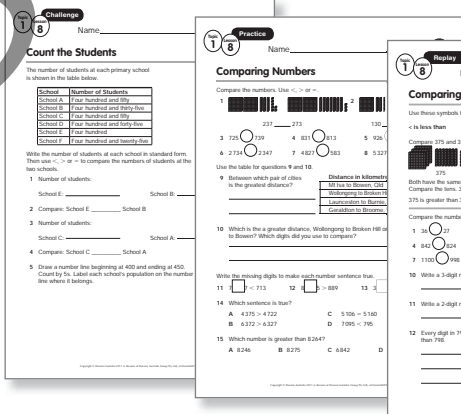 Topic 1 Lesson 8 Challenge
Name
Count the Students
The number of students at each primary school
is shown in the table below.
School Number of Students
School A Four hundred and fifty
School B Four hundred and thirty-five
School C Four hundred and fifty
School D Four hundred and forty-five
School E Four hundred
School F Four hundred and twenty-five
Write the number of students at each school in standard form.
Then use <, > or = to compare the numbers of students at the
two schools.
1 Number of students:
School E: School B:
2 Compare: School E School B
3 Number of students:
School C: School A:
4 Compare: School C School A
5 Draw a number line beginning at 400 and ending at 450.
Count by 5s. Label each school's population on the number
line where it belongs.
Topic 1 Lesson 8 Practice
Name
Comparing Numbers
Compare the numbers. Use <, > or =.
1 2
237 273 130
3 725 739 4 831 813 5 926
6 2734 2347 7 4827 583 8 5327
Use the table for questions 9 and 10.
9 Between which pair of cities
is the greatest distance?
Distance in kilometre
Mt Isa to Bowen, Qld
Wollongong to Broken Hi
Launceston to Burnie,
Geraldton to Broome,
10 Which is the a greater distance, Wollongong to Broken Hill or
to Bowen? Which digits did you use to compare?
Write the missing digits to make each number sentence true.
11 7 7 < 713 12 8 5 > 889 13 3
14 Which sentence is true?
A 4375 > 4722 C 5106 = 5160
B 6372 > 6327 D 7095 < 795
15 Which number is greater than 8264?
A 8246 B 8275 C 6842 D
Topic 1 Lesson 8 Replay
Comparing
Use these symbols
< is less than
Compare 375 and 3
375
Both have the same
Compare the tens. 3
375 is greater than 3
Compare the numbe
1 36 27
4 842 824
7 1100 998
10 Write a 3-digit n
11 Write a 2-digit n
12 Every digit in 79
than 798.